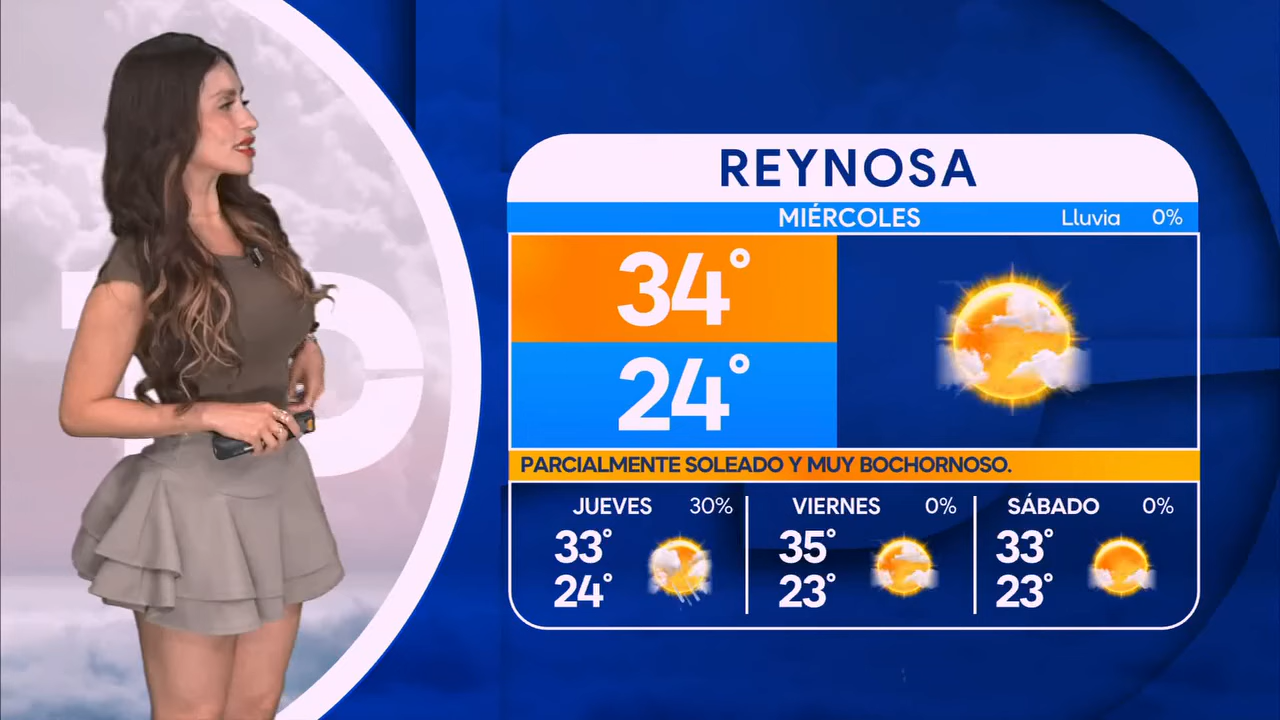 REYNOSA
MIÉRCOLES Lluvia 0%
34°
24°
PARCIALMENTE SOLEADO Y MUY BOCHORNOSO.
JUEVES 30%
33°
24°
VIERNES 0%
35°
23°
SÁBADO 0%
33°
23°